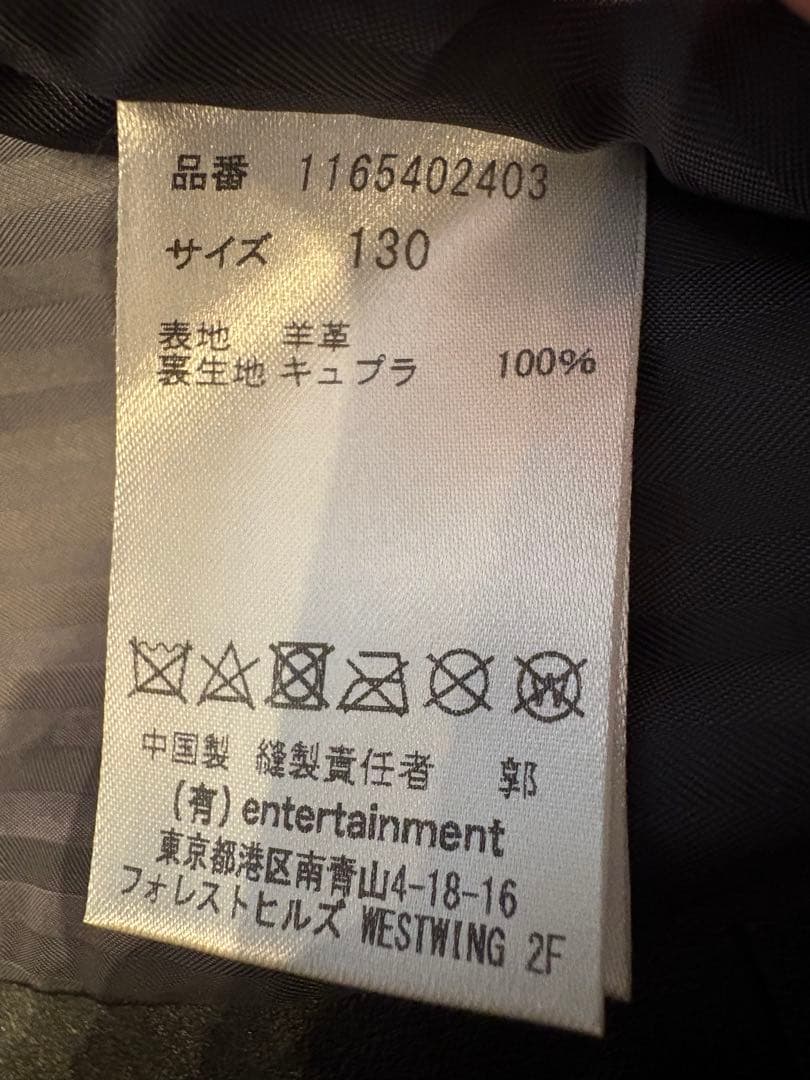 品番 1165402403
サイズ 130
表地 羊革
裏生地 キュプラ 100%
中国製 縫製責任者 郭
(有)entertainment
東京都港区南青山4-18-16
フォレストヒルズ WESTWING 2F